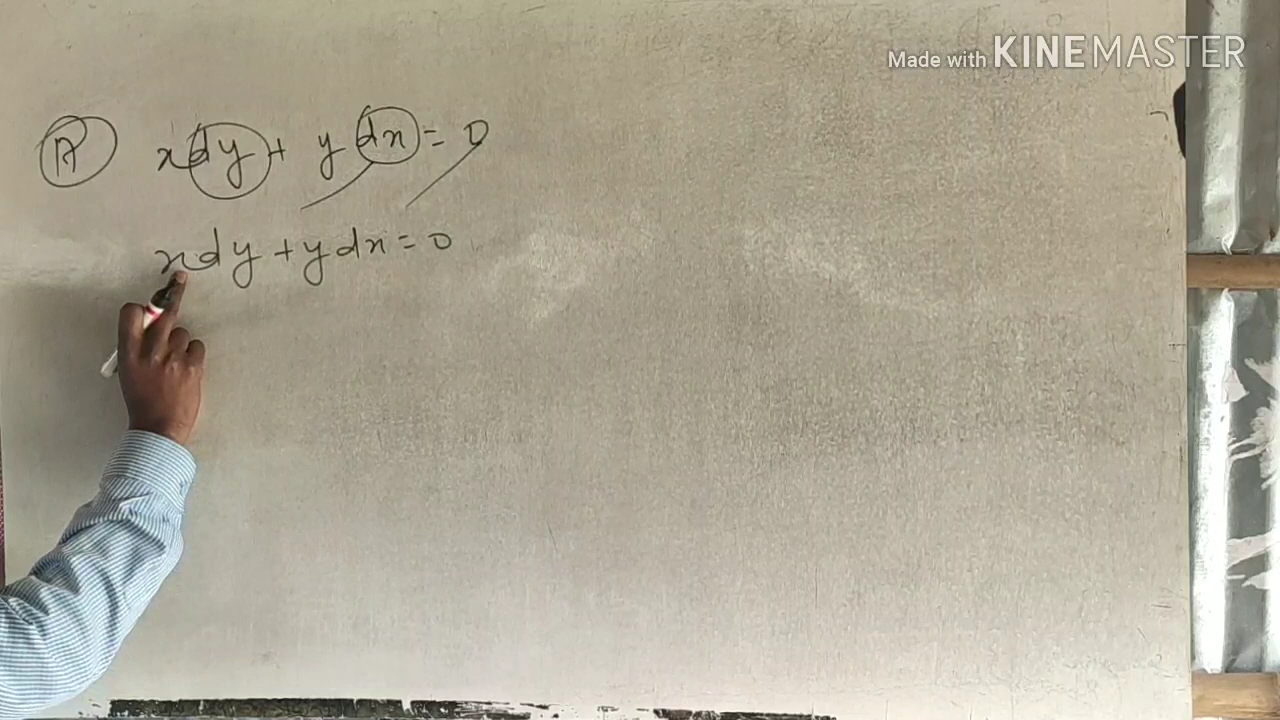 Made with KINEMASTER
A xdy + ydx = 0
xdy + ydx = 0